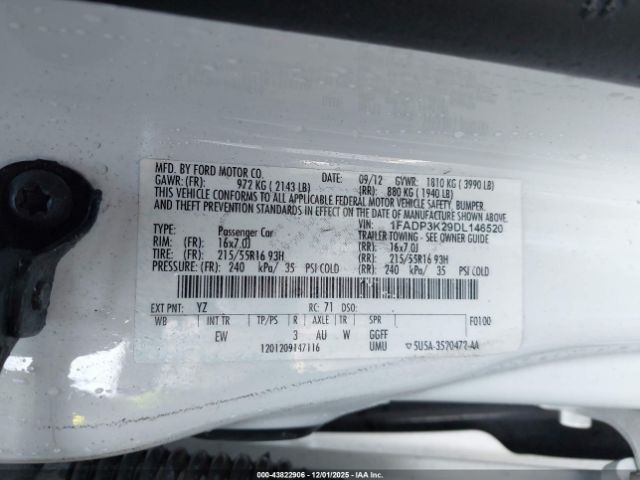 MFD. BY FORD MOTOR CO. DATE: 09/12 GVWR: 1810 KG ( 3990 LB)
GAWR: (FR): 972 KG ( 2143 LB) (RR): 880 KG ( 1940 LB)
THIS VEHICLE CONFORMS TO ALL APPLICABLE FEDERAL MOTOR VEHICLE SAFETY, BUMPER,
AND THEFT PREVENTION STANDARDS IN EFFECT ON THE DATE OF MANUFACTURE SHOWN ABOVE.
VIN: 1FADP3K29DL146520
TYPE: Passenger Car TRAILER TOWING - SEE OWNER GUIDE
RIM: (FR): 16x7.0J (RR): 16x7.0J
TIRE: (FR): 215/55R16 93H (RR): 215/55R16 93H
PRESSURE: (FR): 240 kPa/ 35 PSI COLD (RR): 240 kPa/ 35 PSI COLD
EXT PNT: YZ RC: 71 DSO: F0100
WB INT TR TP/PS R AXLE TR SPR
EW 3 AU W GGFF
1201209147116 UMU 5U5A-3520472-AA
000-43822906 - 12/01/2025 - IAAI.COM